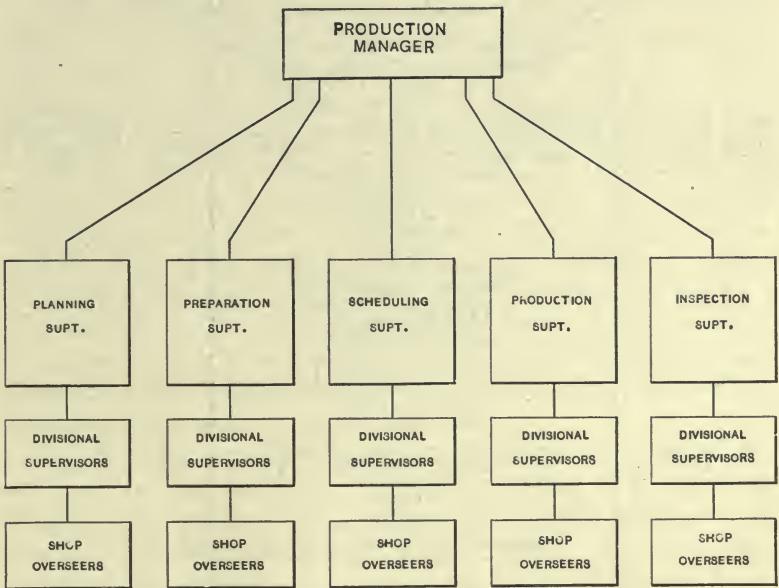 PRODUCTION
MANAGER
PLANNING
SUPT.
PREPARATION
SUPT.
SCHEDULING
SUPT.
PRODUCTION
SUPT.
INSPECTION
SUPT.
DIVISIONAL
SUPERVISORS
DIVISIONAL
SUPERVISORS
DIVISIONAL
SUPERVISORS
DIVISIONAL
SUPERVISORS
DIVISIONAL
SUPERVISORS
SHOP
OVERSEERS
SHOP
OVERSEERS
SHOP
OVERSEERS
SHOP
OVERSEERS
SHOP
OVERSEERS